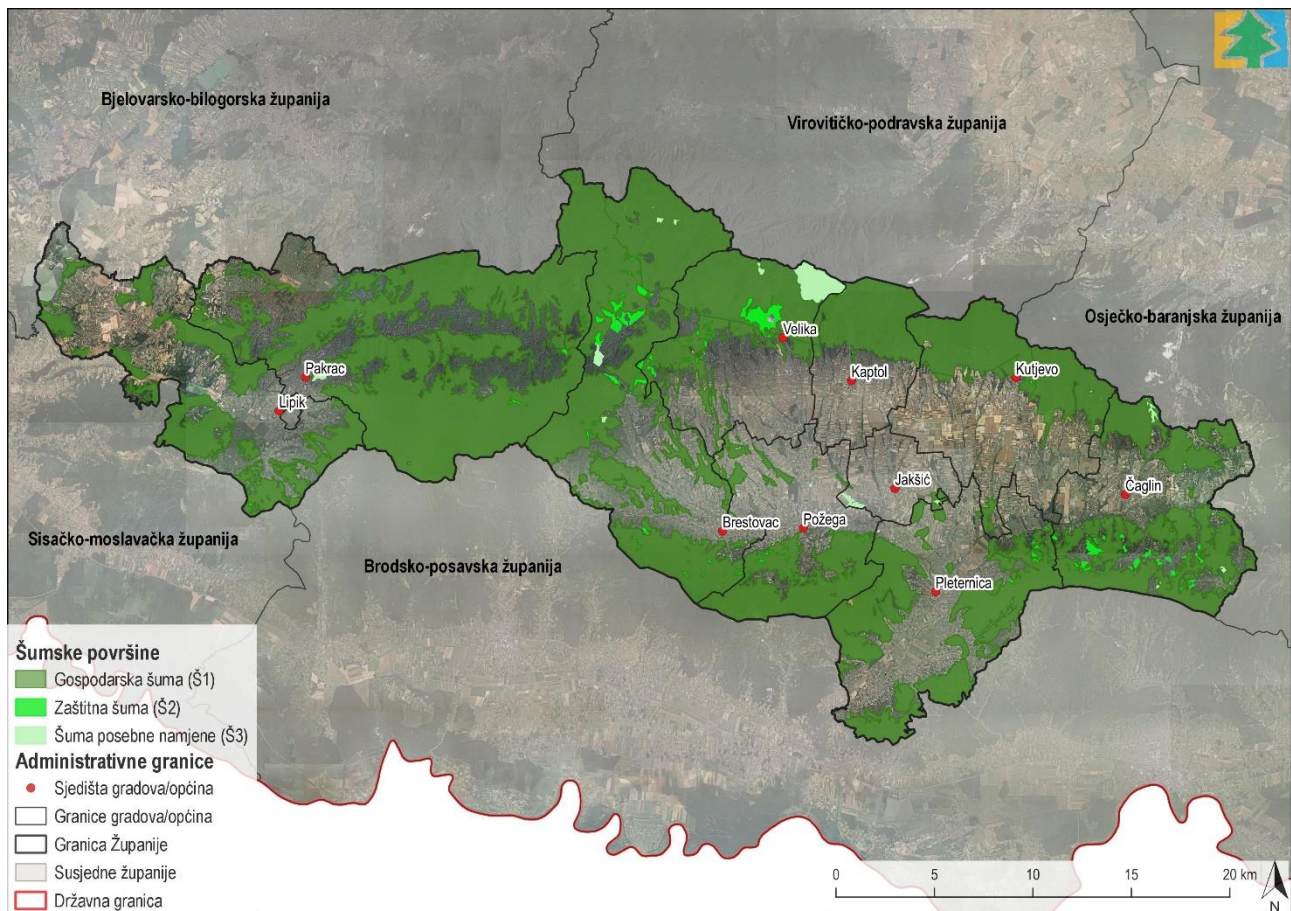 Bjelovarsko-bilogorska županija
Virovitičko-podravska županija
Osječko-baranjska županija
Velika
Pakrac
Kaptol
Kutjevo
Lipik
Jakšić
Čaglin
Brestovac
Požega
Sisačko-moslavačka županija
Brodsko-posavska županija
Pleternica
Šumske površine
Gospodarska šuma (Š1)
Zaštitna šuma (Š2)
Šuma posebne namjene (Š3)
Administrativne granice
Sjedišta gradova/općina
Granice gradova/općina
Granica Županije
Susjedne županije
Državna granica
0 5 10 15 20 km
N